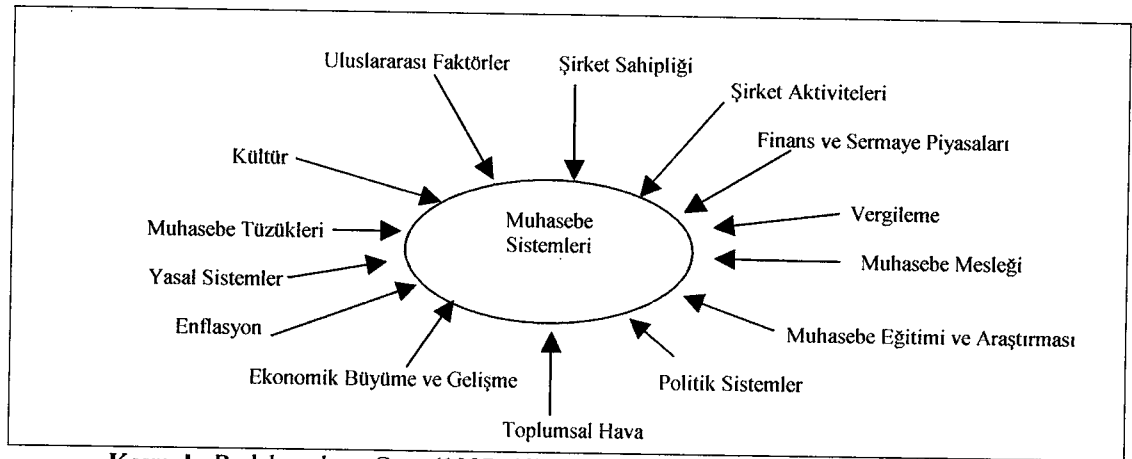 Uluslararası Faktörler
Şirket Sahipliği
Şirket Aktiviteleri
Finans ve Sermaye Piyasaları
Kültür
Muhasebe
Sistemleri
Vergileme
Muhasebe Tüzükleri
Muhasebe Mesleği
Yasal Sistemler
Enflasyon
Muhasebe Eğitimi ve Araştırması
Ekonomik Büyüme ve Gelişme
Politik Sistemler
Toplumsal Hava